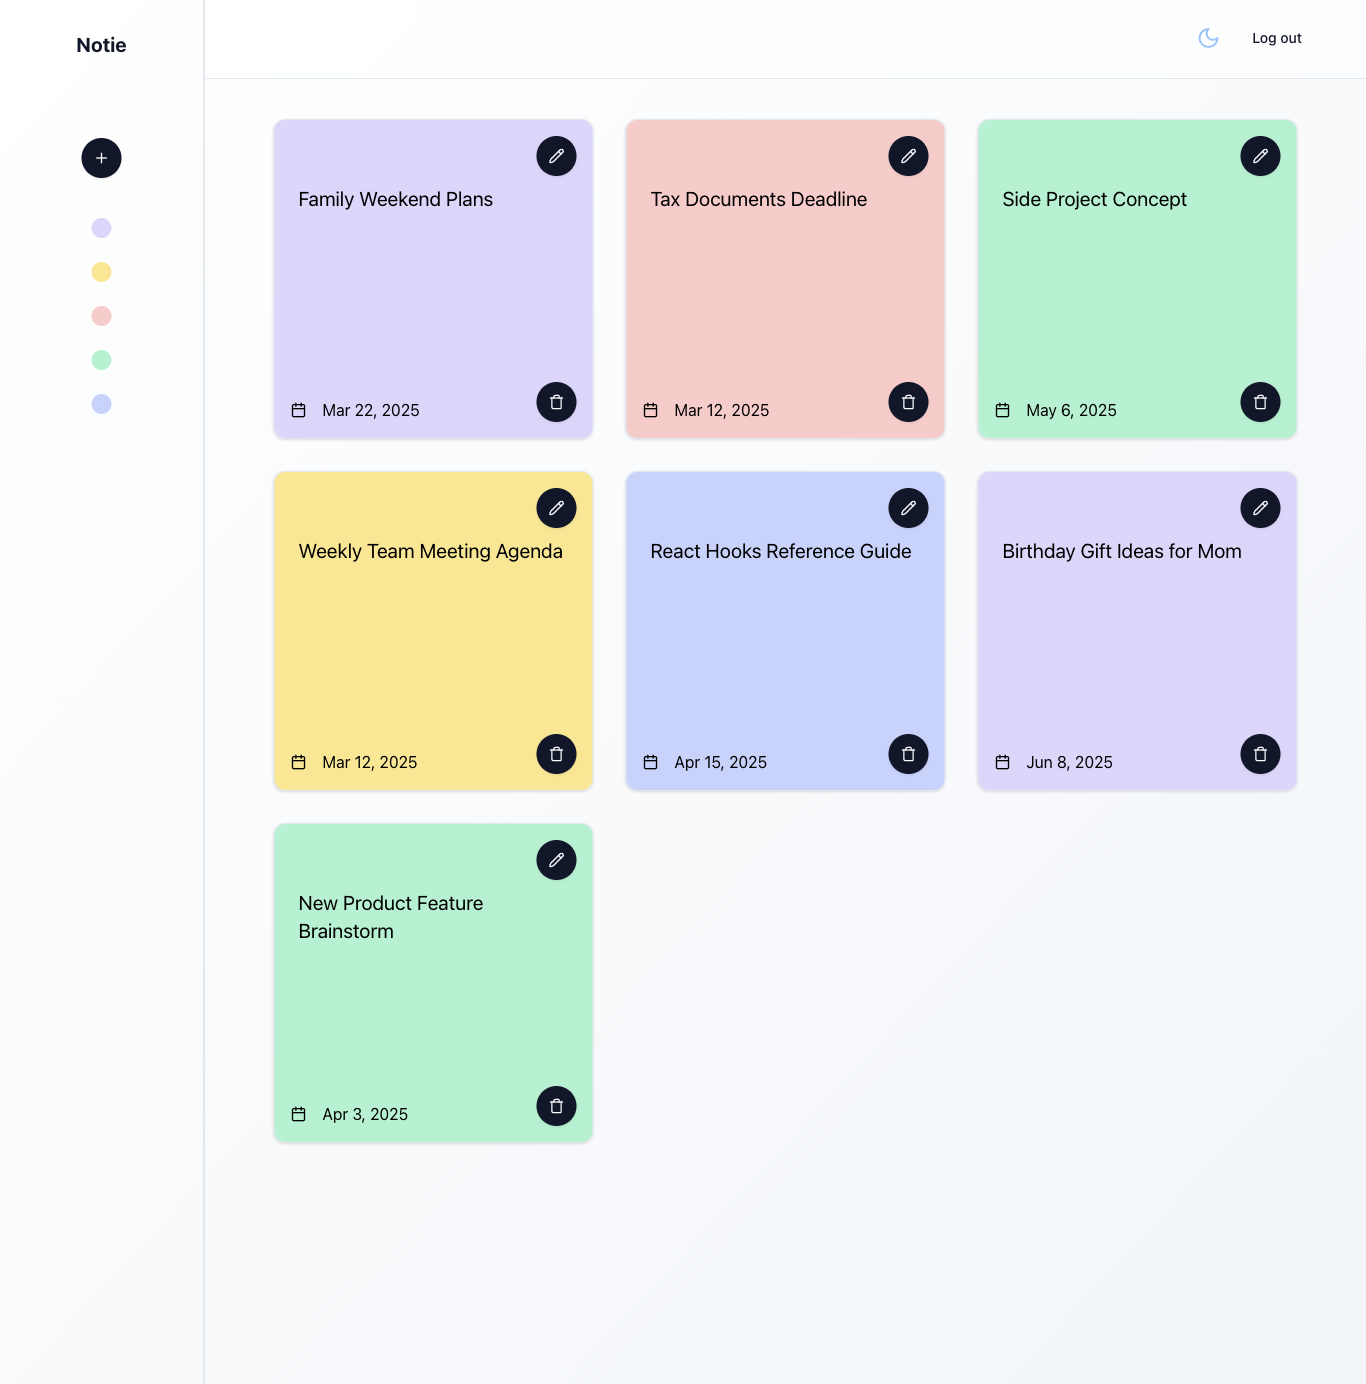 Notie
Log out
Family Weekend Plans
Mar 22, 2025
Tax Documents Deadline
Mar 12, 2025
Side Project Concept
May 6, 2025
Weekly Team Meeting Agenda
Mar 12, 2025
React Hooks Reference Guide
Apr 15, 2025
Birthday Gift Ideas for Mom
Jun 8, 2025
New Product Feature
Brainstorm
Apr 3, 2025